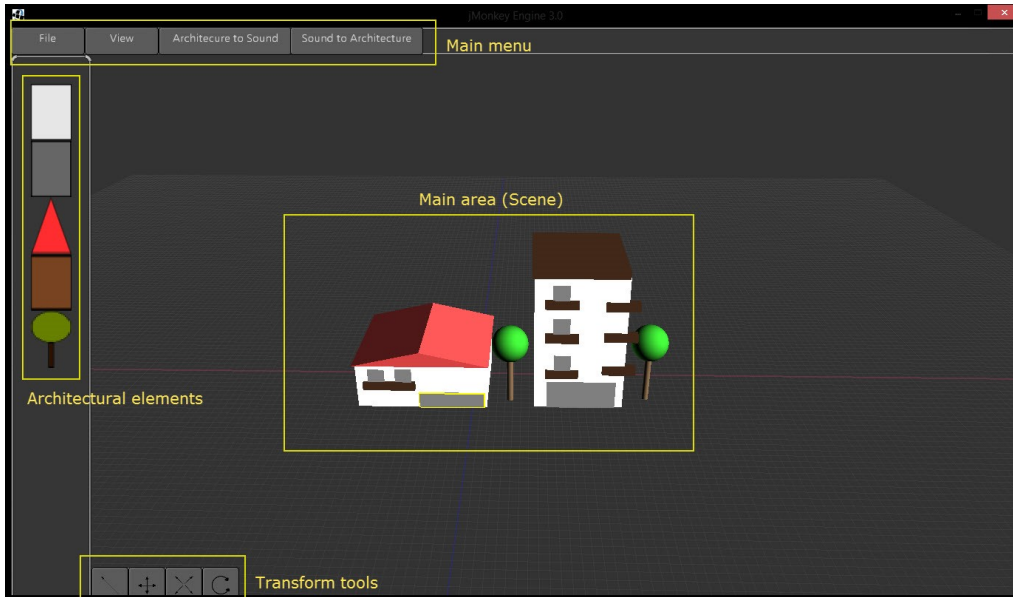 jMonkey Engine 3.0
File
View
Architecure to Sound
Sound to Architecture
Main menu
Main area (Scene)
Architectural elements
Transform tools